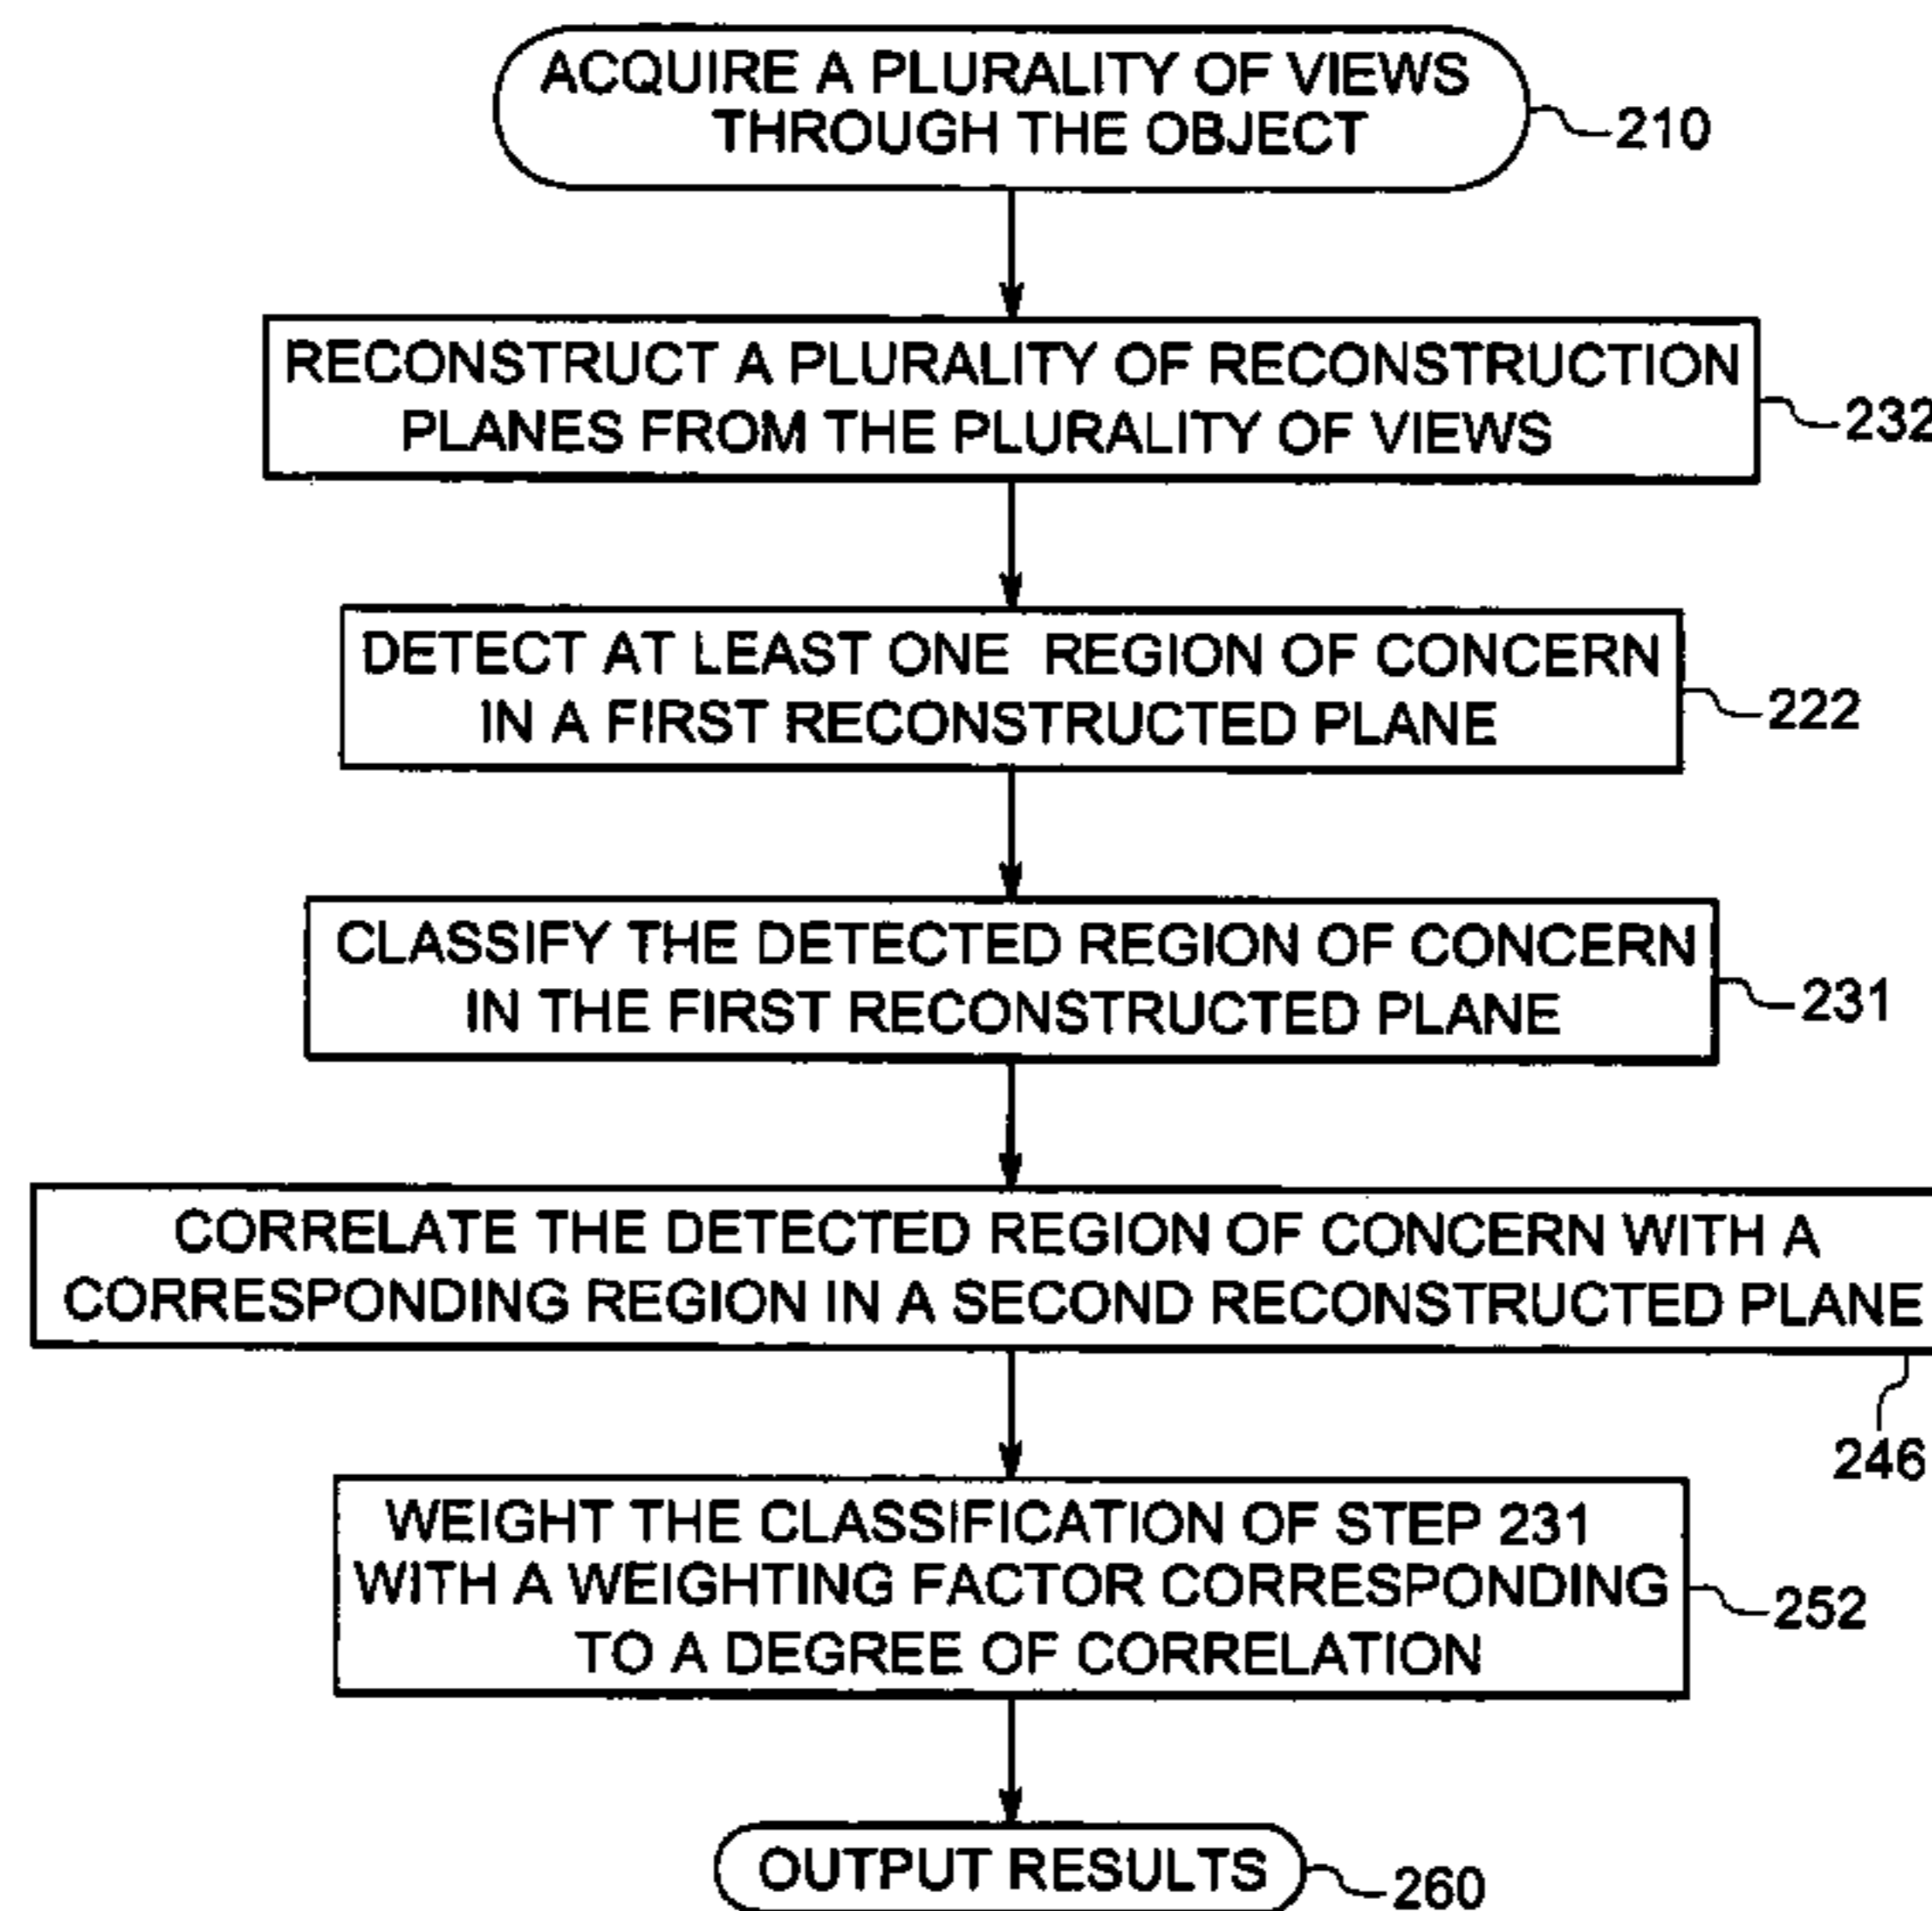 ACQUIRE A PLURALITY OF VIEWS
THROUGH THE OBJECT
210
RECONSTRUCT A PLURALITY OF RECONSTRUCTION
PLANES FROM THE PLURALITY OF VIEWS
232
DETECT AT LEAST ONE REGION OF CONCERN
IN A FIRST RECONSTRUCTED PLANE
222
CLASSIFY THE DETECTED REGION OF CONCERN
IN THE FIRST RECONSTRUCTED PLANE
231
CORRELATE THE DETECTED REGION OF CONCERN WITH A
CORRESPONDING REGION IN A SECOND RECONSTRUCTED PLANE
246
WEIGHT THE CLASSIFICATION OF STEP 231
WITH A WEIGHTING FACTOR CORRESPONDING
TO A DEGREE OF CORRELATION
252
OUTPUT RESULTS
260